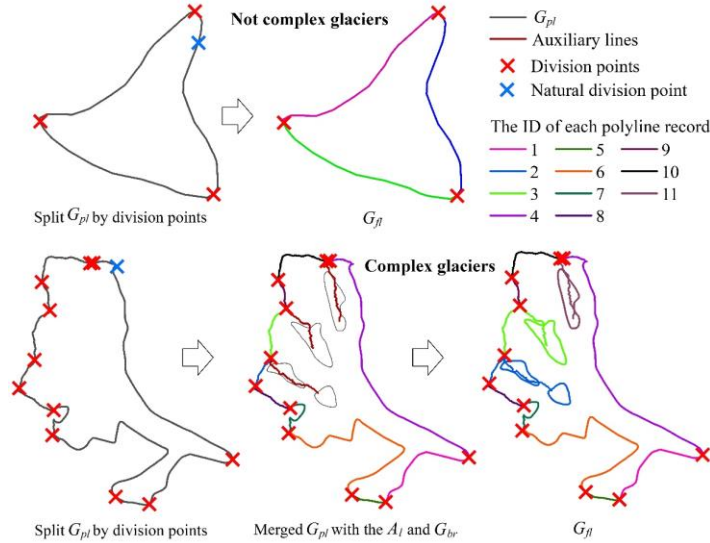 Not complex glaciers
G_pl
Auxiliary lines
Division points
Natural division point
The ID of each polyline record
1 5 9
2 6 10
3 7 11
4 8
Split G_pl by division points
G_fl
Complex glaciers
Split G_pl by division points
Merged G_pl with the A_l and G_br
G_fl